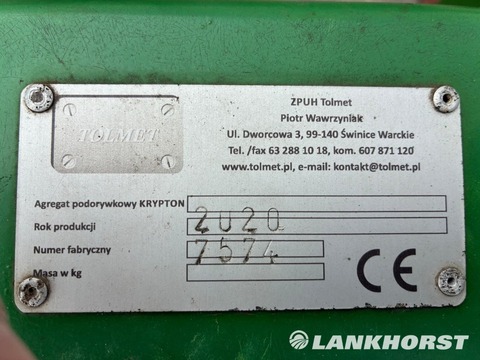 TOLMET
ZPUH Tolmet
Piotr Wawrzyniak
Ul. Dworcowa 3, 99-140 Świnice Warckie
Tel. /fax 63 288 10 18, kom. 607 871 120
www.tolmet.pl, e-mail: kontakt@tolmet.pl
Agregat podorywkowy KRYPTON
Rok produkcji 2020
Numer fabryczny 7574
Masa w kg
CE
LANKHORST